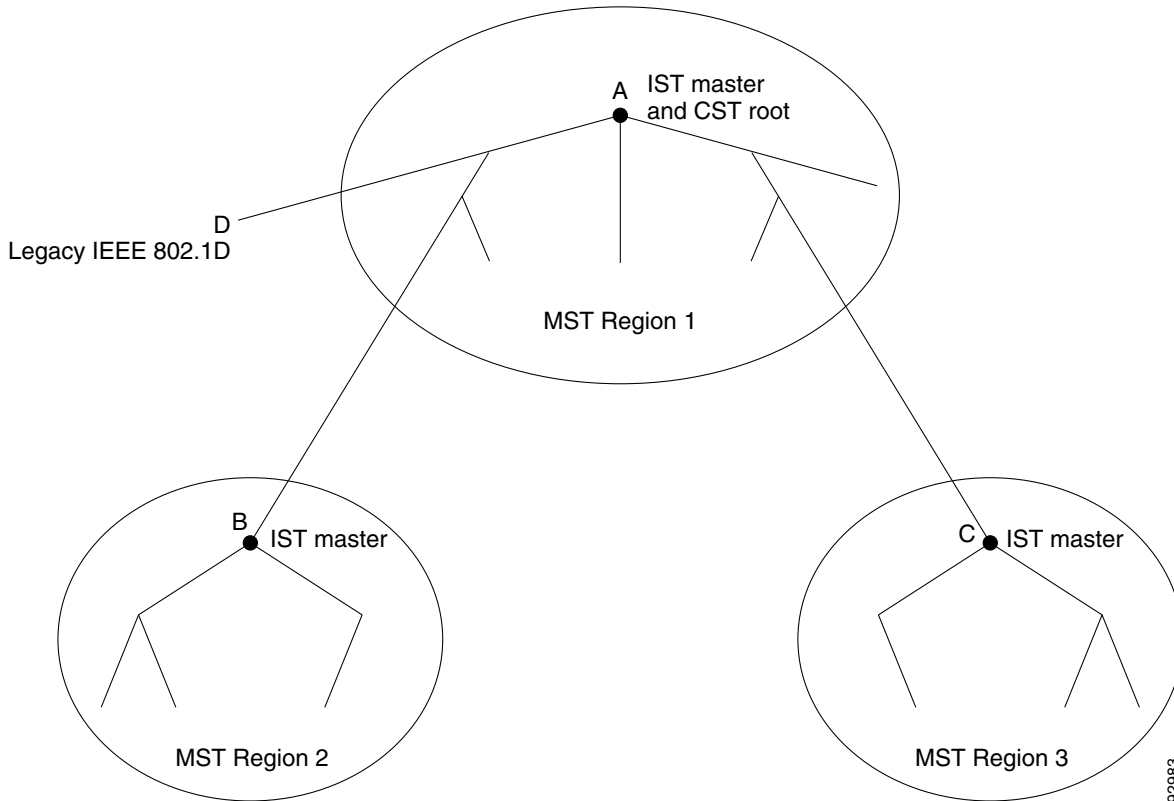 A
IST master
and CST root
D
Legacy IEEE 802.1D
MST Region 1
B
IST master
C
IST master
MST Region 2
MST Region 3
92983